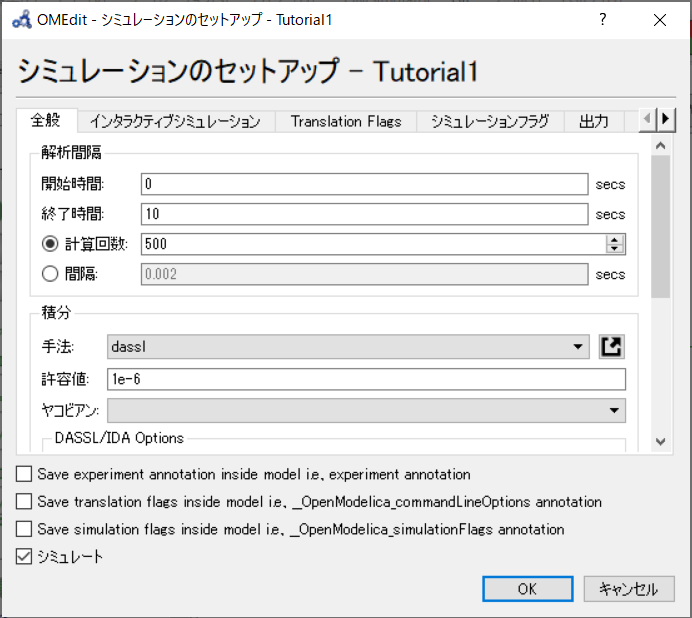 OMEdit - シミュレーションのセットアップ - Tutorial1
シミュレーションのセットアップ - Tutorial1
全般 インタラクティブシミュレーション Translation Flags シミュレーションフラグ 出力
解析間隔
開始時間: 0 secs
終了時間: 10 secs
計算回数: 500
間隔: 0.002 secs
積分
手法: dassl
許容値: 1e-6
ヤコビアン:
DASSL/IDA Options
Save experiment annotation inside model i.e., experiment annotation
Save translation flags inside model i.e., __OpenModelica_commandLineOptions annotation
Save simulation flags inside model i.e., __OpenModelica_simulationFlags annotation
シミュレート
OK キャンセル